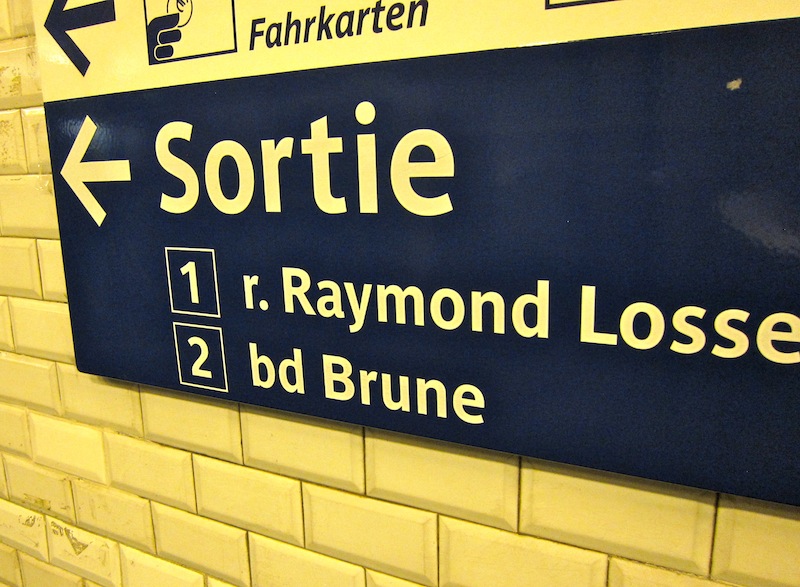 Fahrkarten
Sortie
1 r. Raymond Losse
2 bd Brune